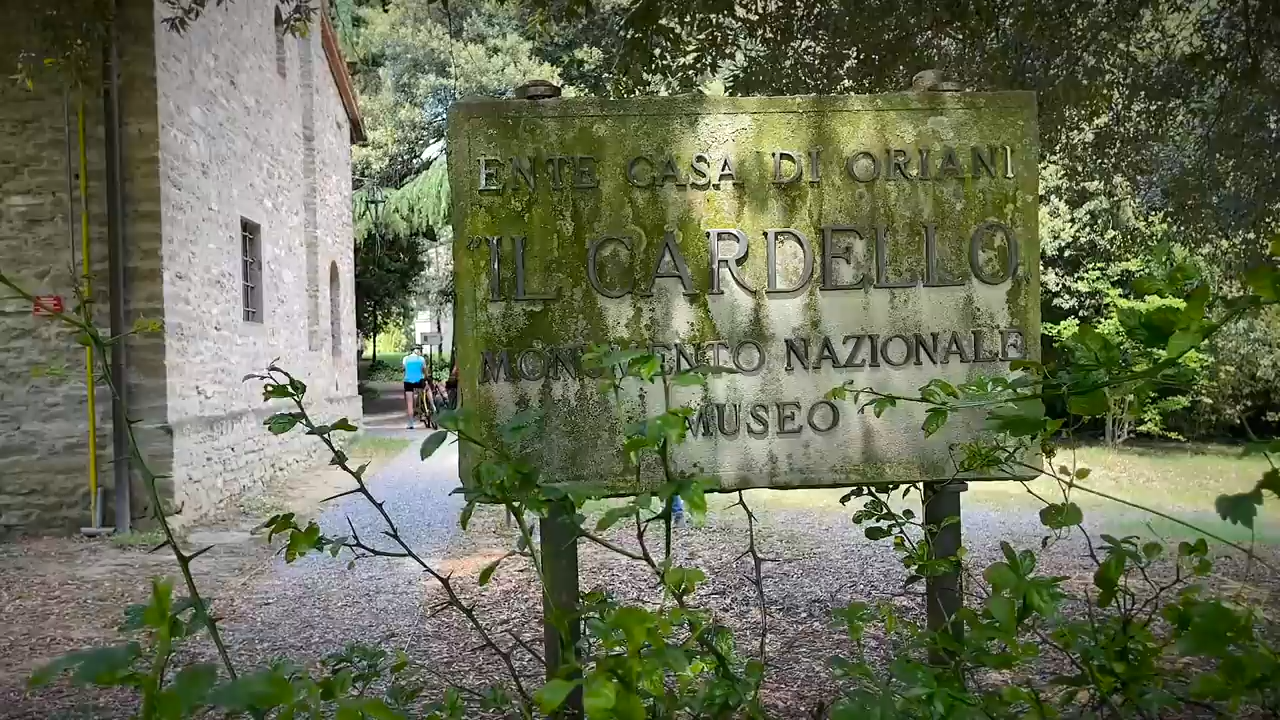 ENTE CASA DI ORIANI
"IL CARDELLO
MONUMENTO NAZIONALE
MUSEO